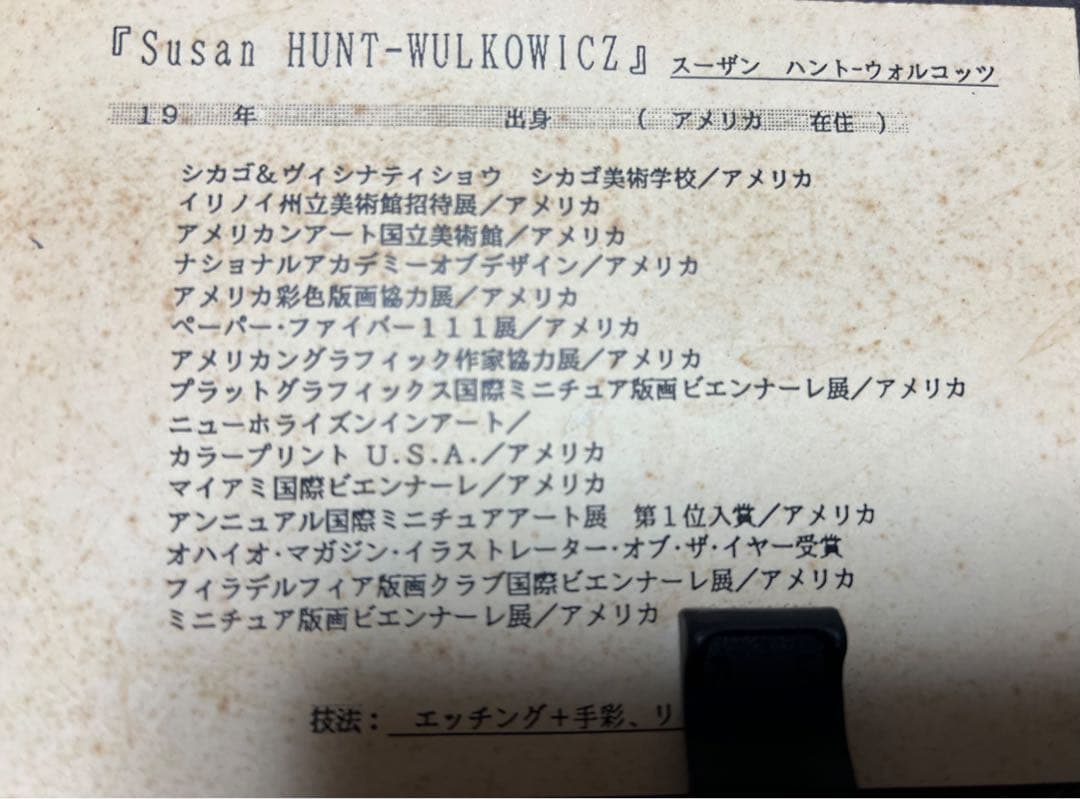 『Susan HUNT-WULKOWICZ』 スーザン ハント-ウォルコッツ
19 年 出身 ( アメリカ 在住 )
シカゴ&ヴィシナティショウ シカゴ美術学校/アメリカ
イリノイ州立美術館招待展/アメリカ
アメリカンアート国立美術館/アメリカ
ナショナルアカデミーオブデザイン/アメリカ
アメリカ彩色版画協力展/アメリカ
ペーパー・ファイバー111展/アメリカ
アメリカングラフィック作家協力展/アメリカ
プラットグラフィックス国際ミニチュア版画ビエンナーレ展/アメリカ
ニューホライズンインアート/
カラープリント U.S.A./アメリカ
マイアミ国際ビエンナーレ/アメリカ
アンニュアル国際ミニチュアアート展 第1位入賞/アメリカ
オハイオ・マガジン・イラストレーター・オブ・ザ・イヤー受賞
フィラデルフィア版画クラブ国際ビエンナーレ展/アメリカ
ミニチュア版画ビエンナーレ展/アメリカ
技法: エッチング+手彩、リ